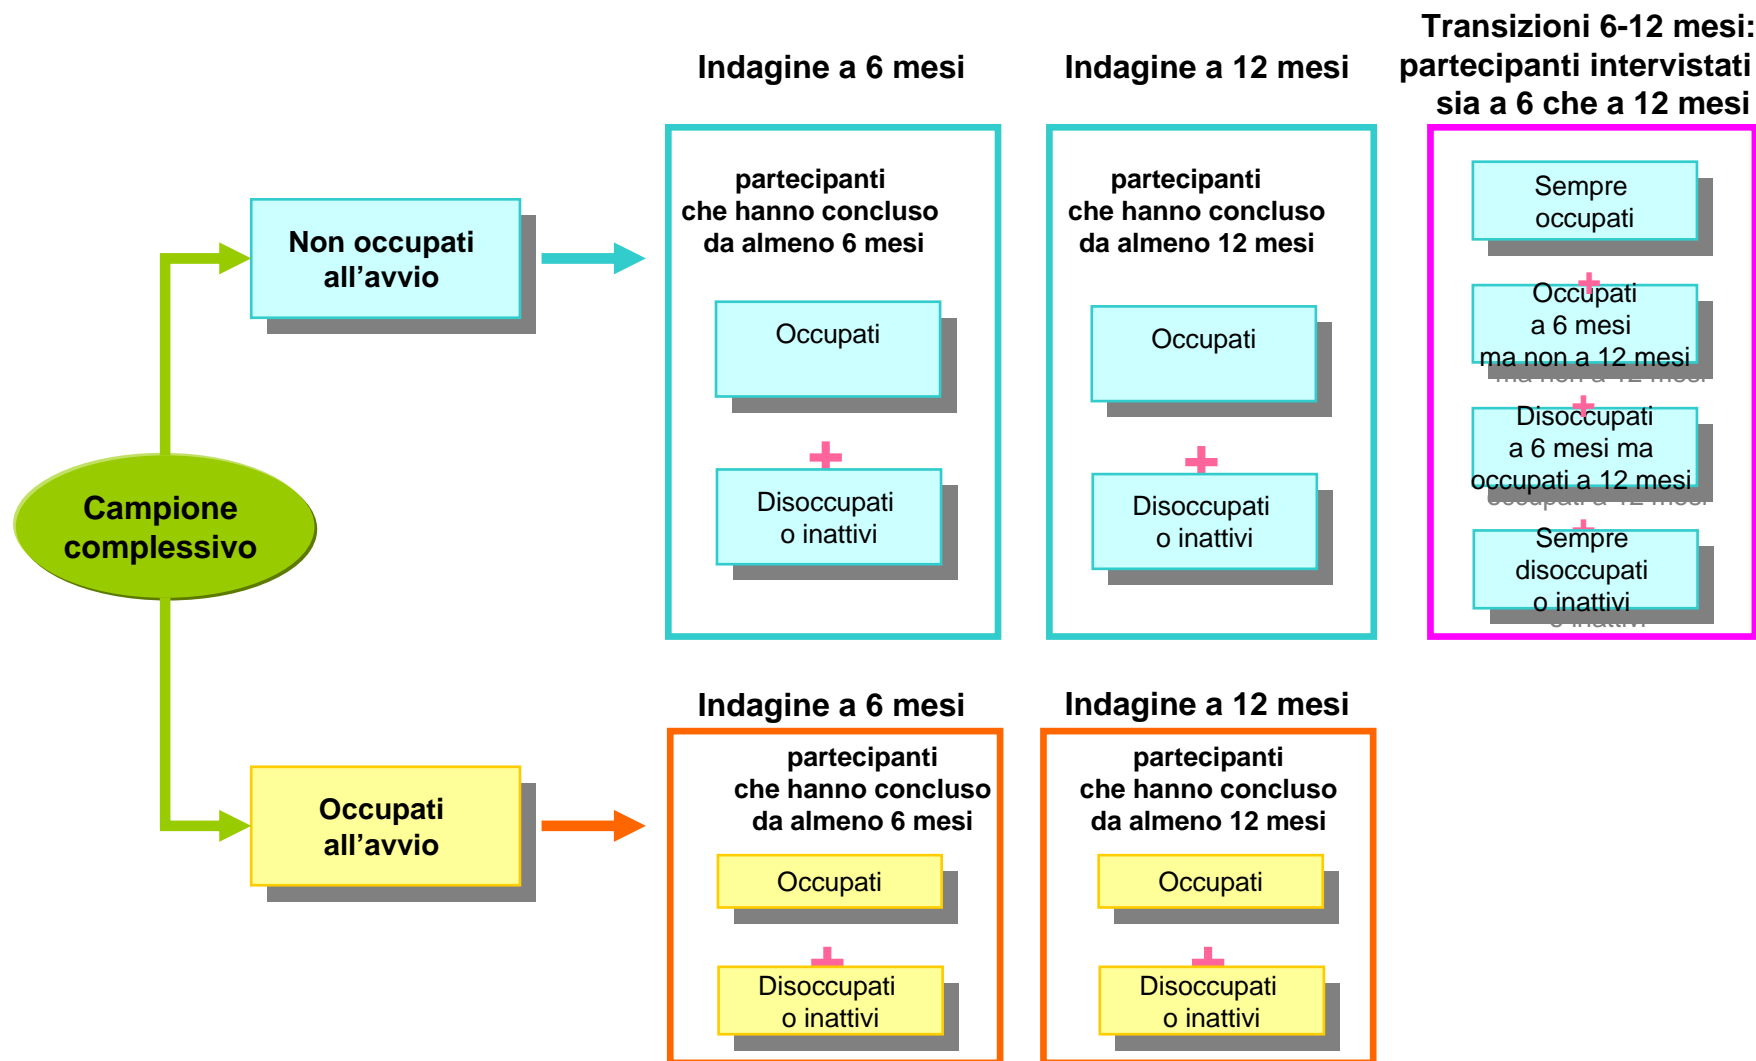 Transizioni 6-12 mesi:
partecipanti intervistati
sia a 6 che a 12 mesi
Indagine a 6 mesi
Indagine a 12 mesi
Campione
complessivo
Non occupati
all’avvio
partecipanti
che hanno concluso
da almeno 6 mesi
Occupati
+
Disoccupati
o inattivi
partecipanti
che hanno concluso
da almeno 12 mesi
Occupati
+
Disoccupati
o inattivi
Sempre
occupati
+
Occupati
a 6 mesi
ma non a 12 mesi
+
Disoccupati
a 6 mesi ma
occupati a 12 mesi
+
Sempre
disoccupati
o inattivi
Occupati
all’avvio
Indagine a 6 mesi
partecipanti
che hanno concluso
da almeno 6 mesi
Occupati
+
Disoccupati
o inattivi
Indagine a 12 mesi
partecipanti
che hanno concluso
da almeno 12 mesi
Occupati
+
Disoccupati
o inattivi